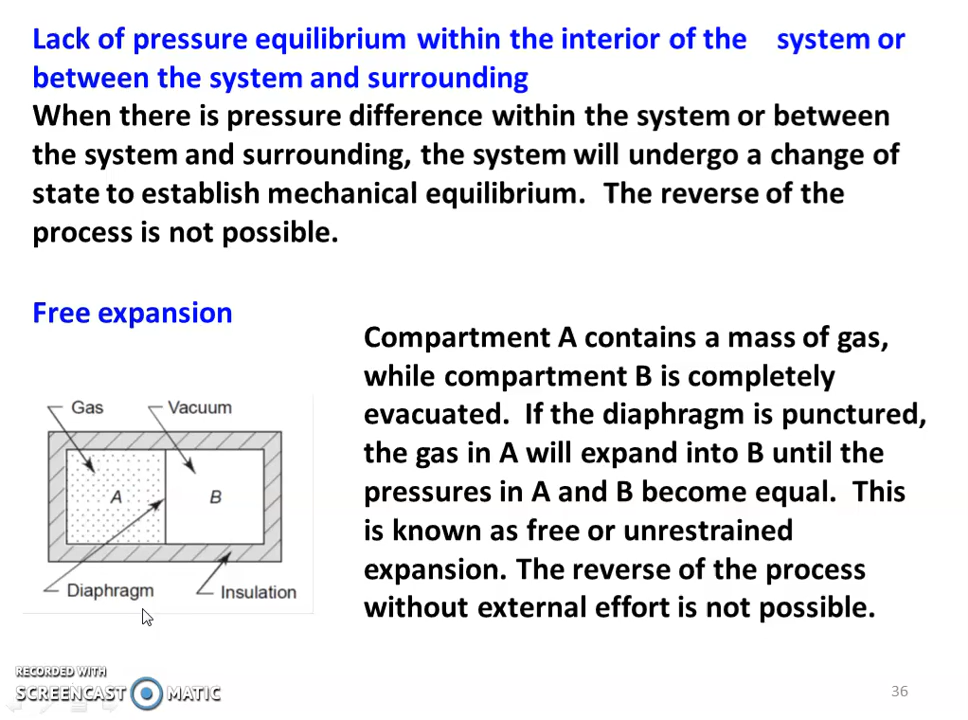 Lack of pressure equilibrium within the interior of the system or
between the system and surrounding
When there is pressure difference within the system or between
the system and surrounding, the system will undergo a change of
state to establish mechanical equilibrium. The reverse of the
process is not possible.
Free expansion
Compartment A contains a mass of gas,
while compartment B is completely
evacuated. If the diaphragm is punctured,
the gas in A will expand into B until the
pressures in A and B become equal. This
is known as free or unrestrained
expansion. The reverse of the process
without external effort is not possible.
Gas
Vacuum
A
B
Diaphragm
Insulation
RECORDED WITH
SCREENCAST MATIC
36